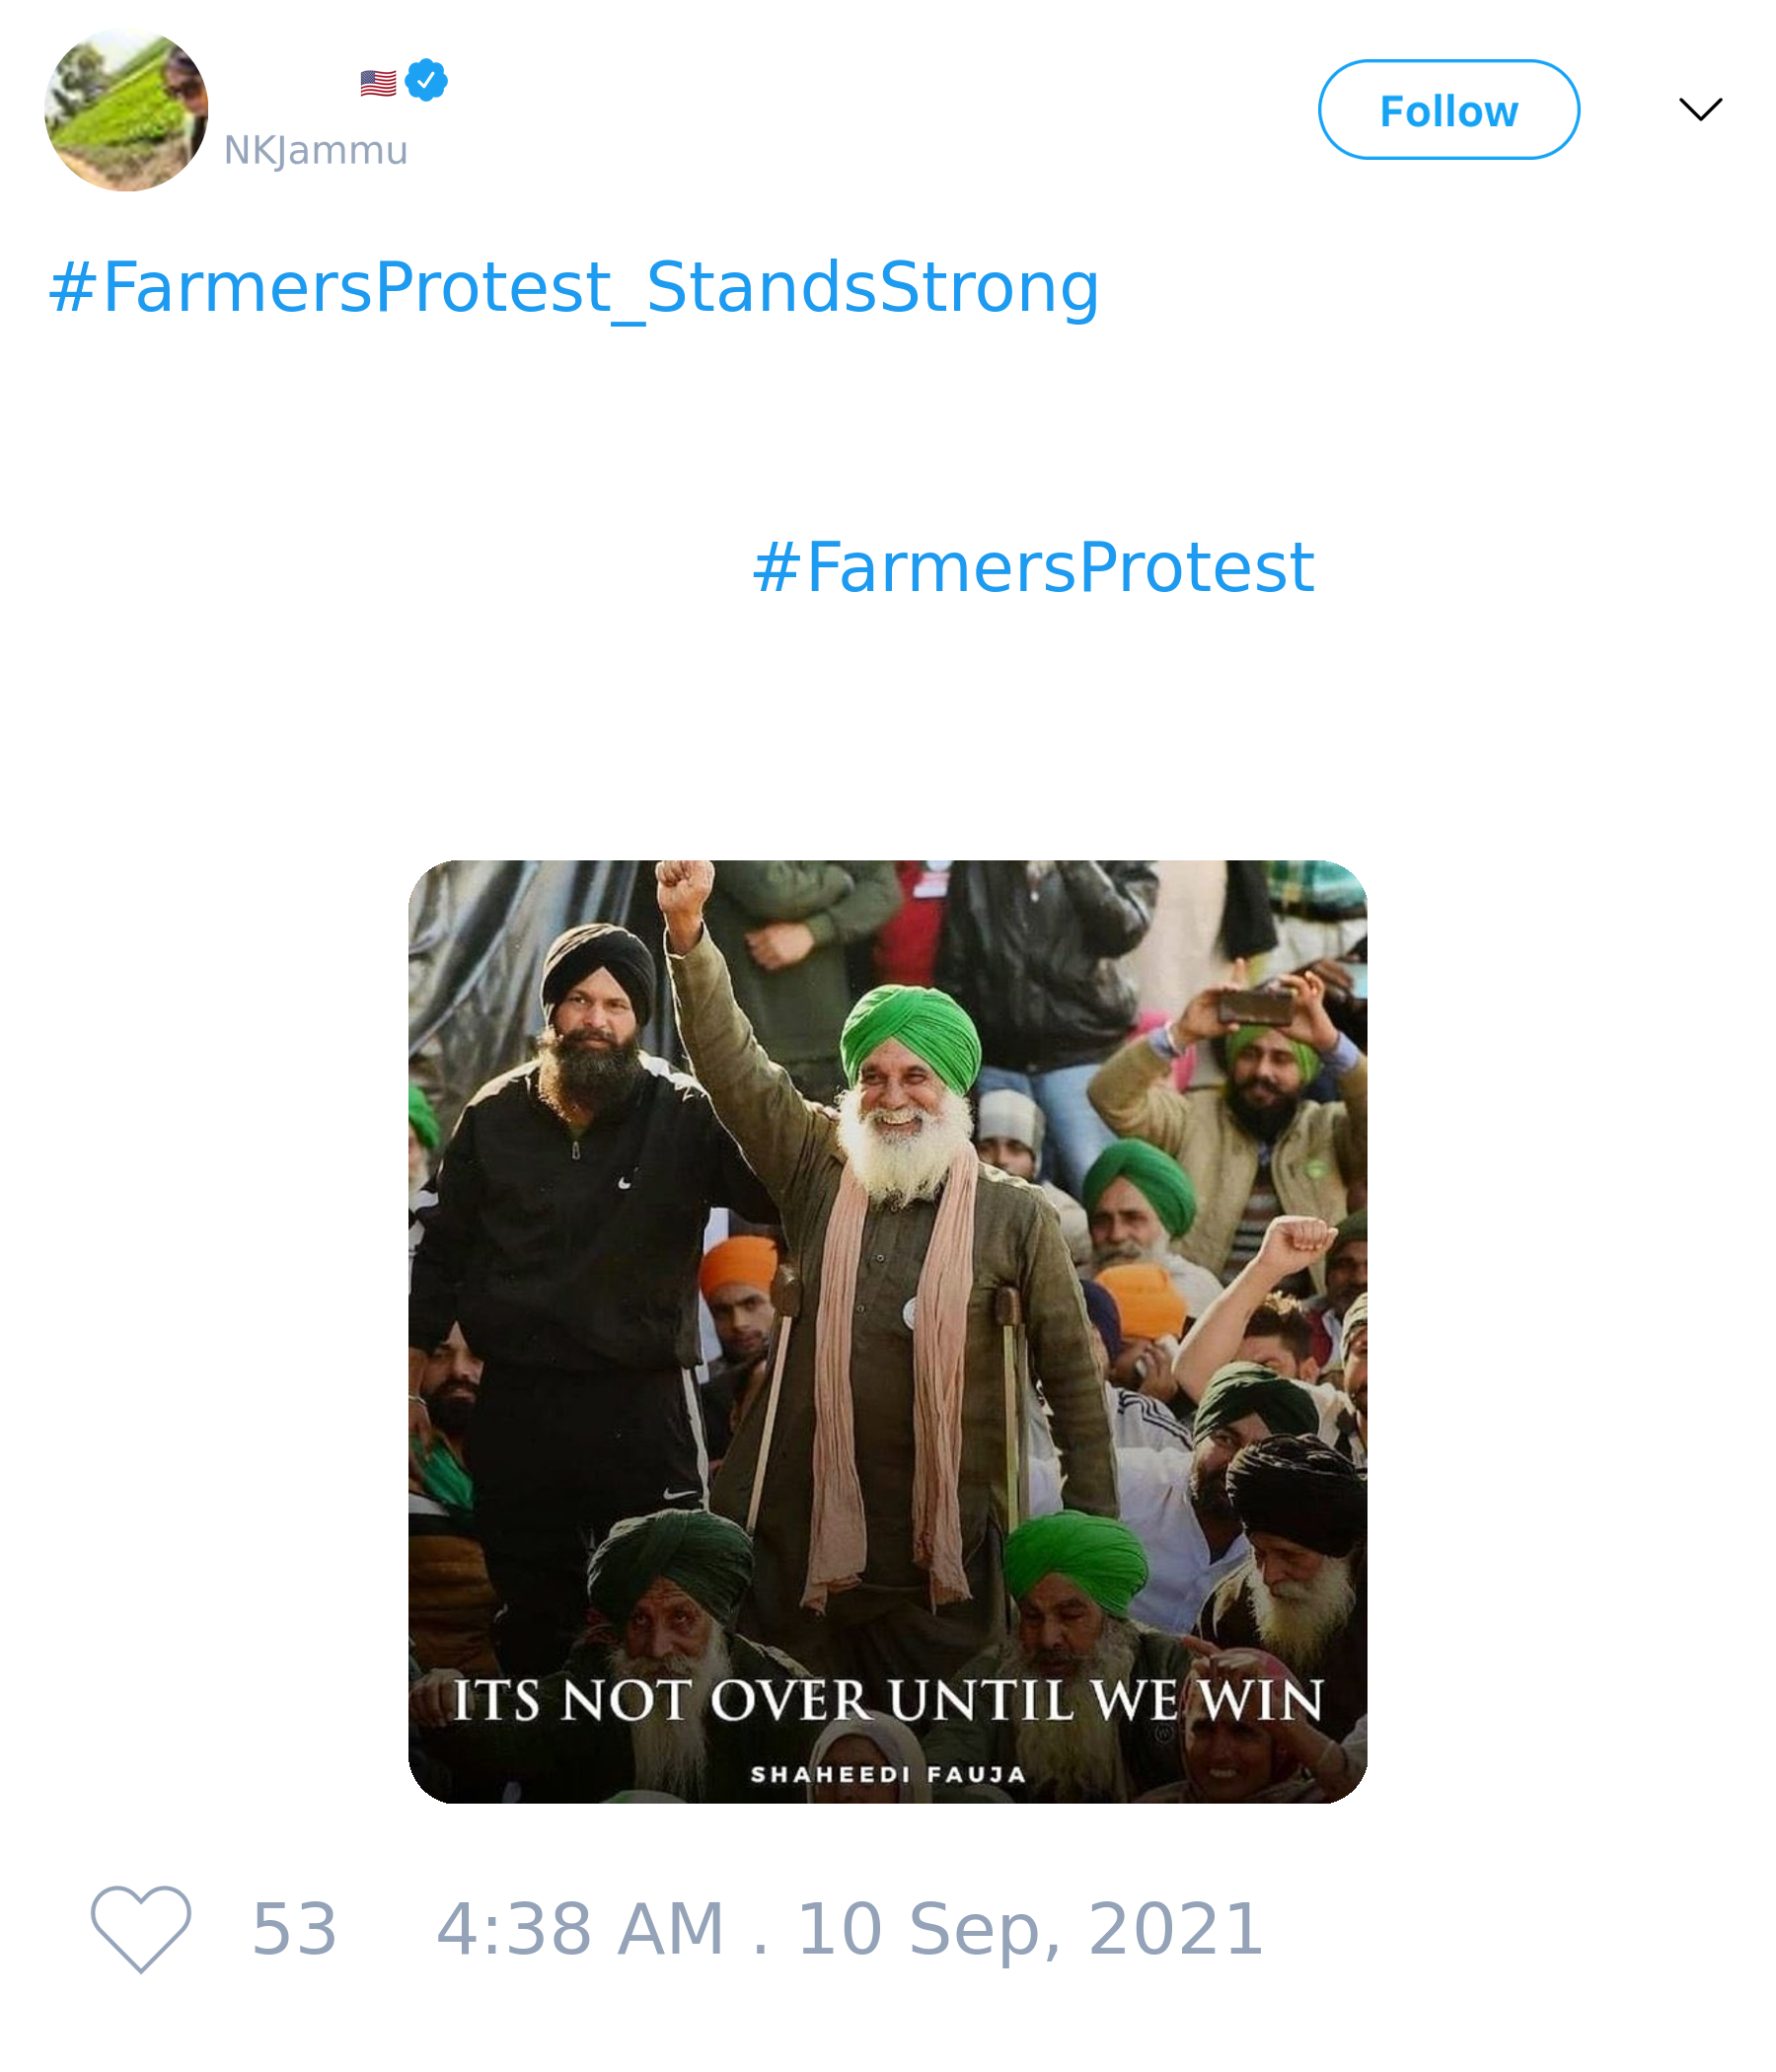 NKJammu
Follow
#FarmersProtest_StandsStrong
#FarmersProtest
ITS NOT OVER UNTIL WE WIN
SHAHEEDI FAUJA
53 4:38 AM . 10 Sep, 2021